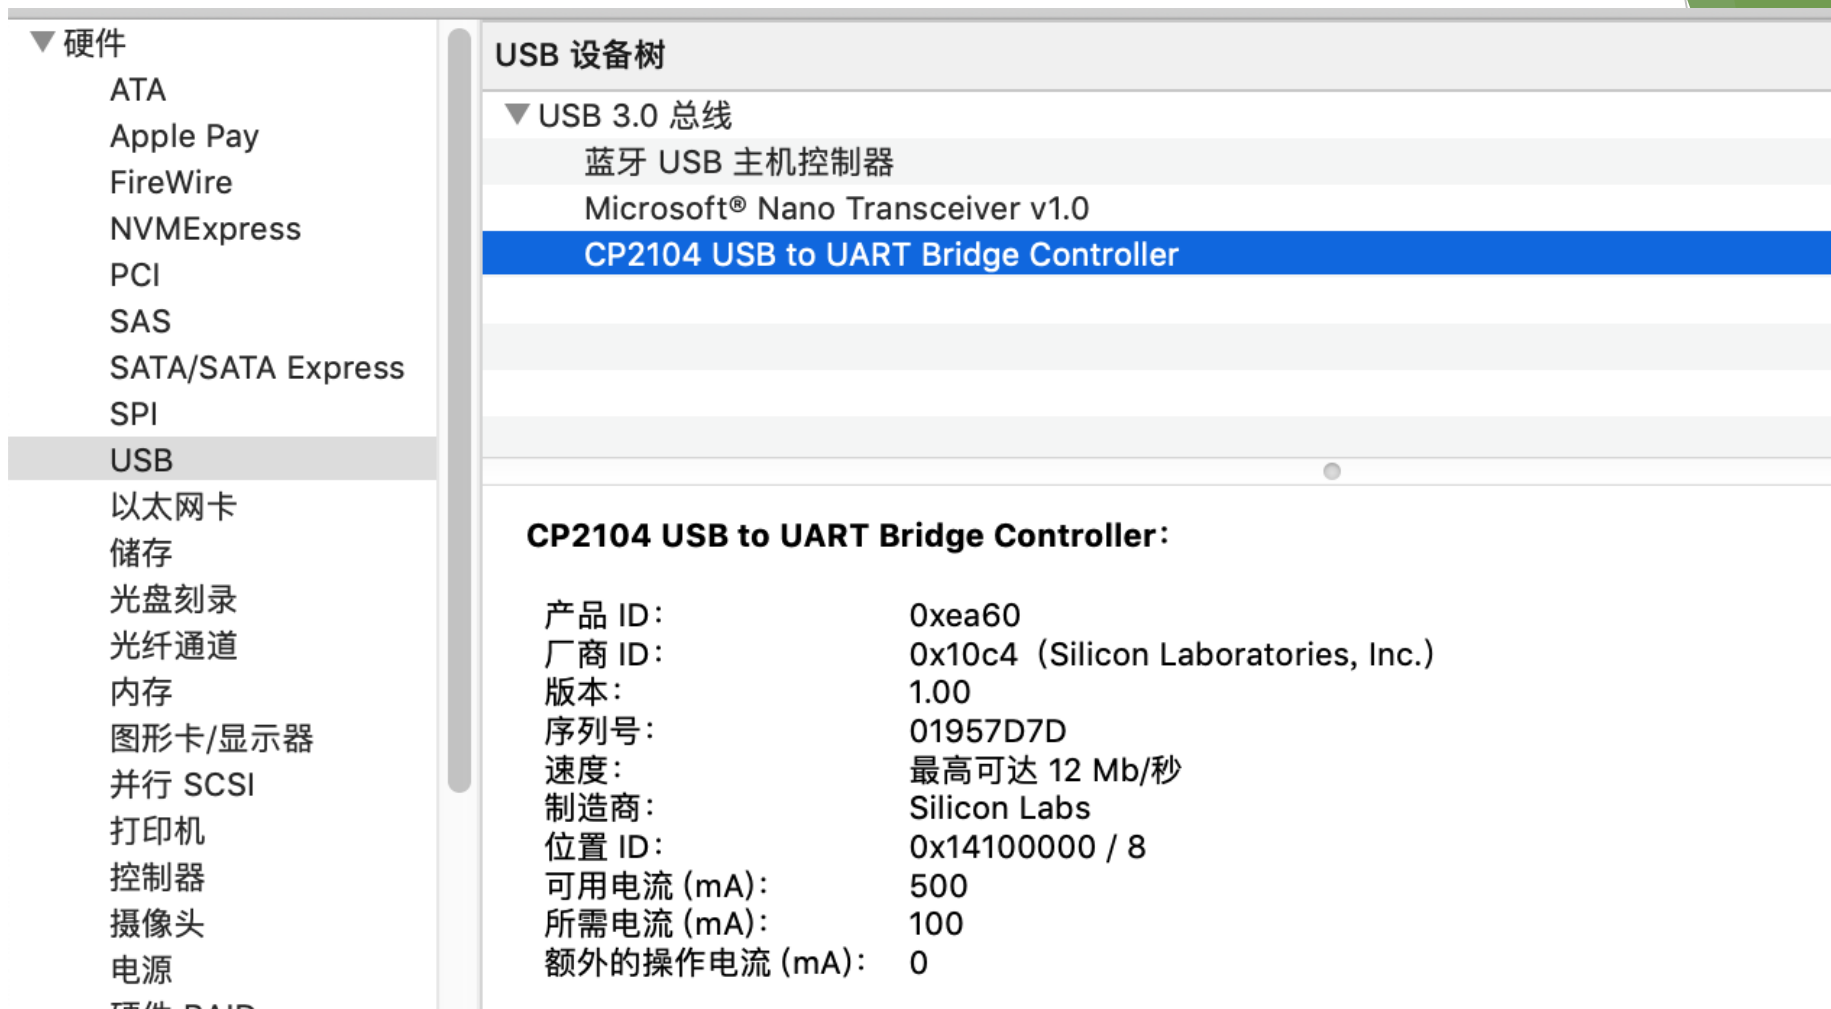 硬件
ATA
Apple Pay
FireWire
NVMExpress
PCI
SAS
SATA/SATA Express
SPI
USB
以太网卡
储存
光盘刻录
光纤通道
内存
图形卡/显示器
并行 SCSI
打印机
控制器
摄像头
电源
硬件 RAID
USB 设备树
USB 3.0 总线
蓝牙 USB 主机控制器
Microsoft® Nano Transceiver v1.0
CP2104 USB to UART Bridge Controller
CP2104 USB to UART Bridge Controller：
产品 ID： 0xea60
厂商 ID： 0x10c4（Silicon Laboratories, Inc.）
版本： 1.00
序列号： 01957D7D
速度： 最高可达 12 Mb/秒
制造商： Silicon Labs
位置 ID： 0x14100000 / 8
可用电流 (mA)： 500
所需电流 (mA)： 100
额外的操作电流 (mA)： 0